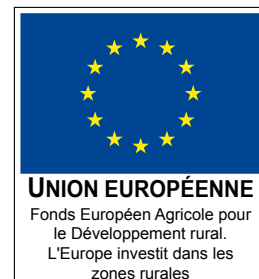 UNION EUROPÉENNE
Fonds Européen Agricole pour
le Développement rural.
L'Europe investit dans les
zones rurales